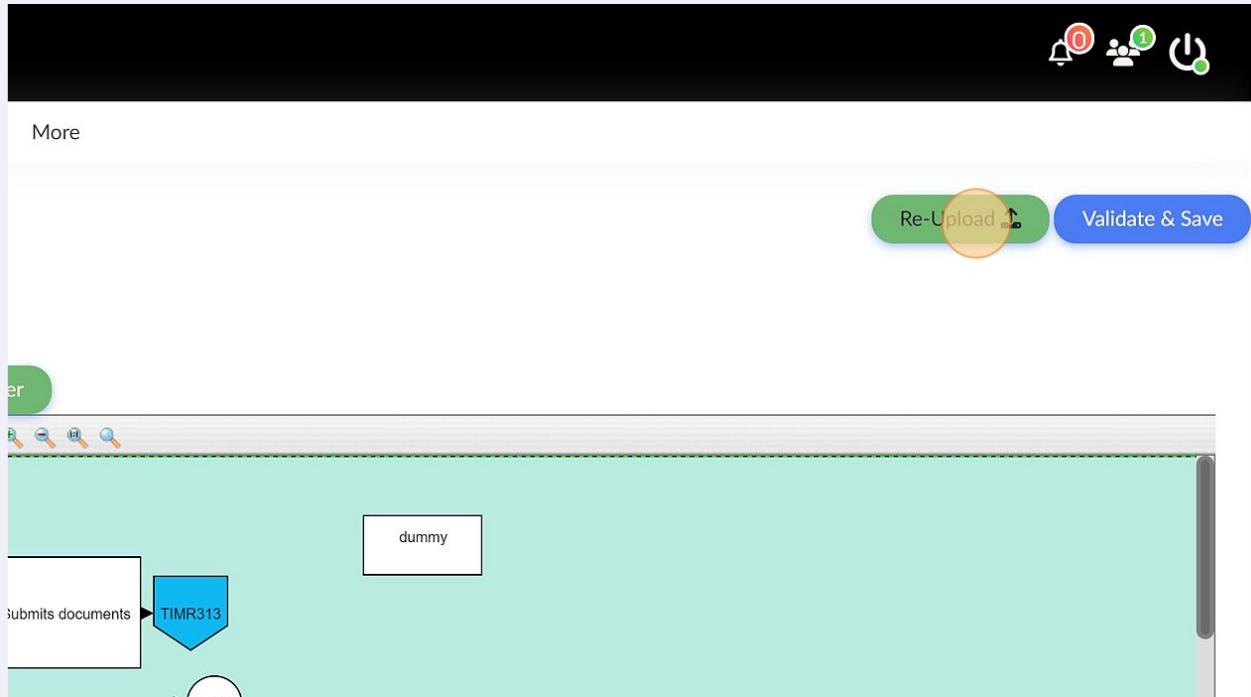 0
1
More
Re-Upload
Validate & Save
er
dummy
Submits documents
TIMR313